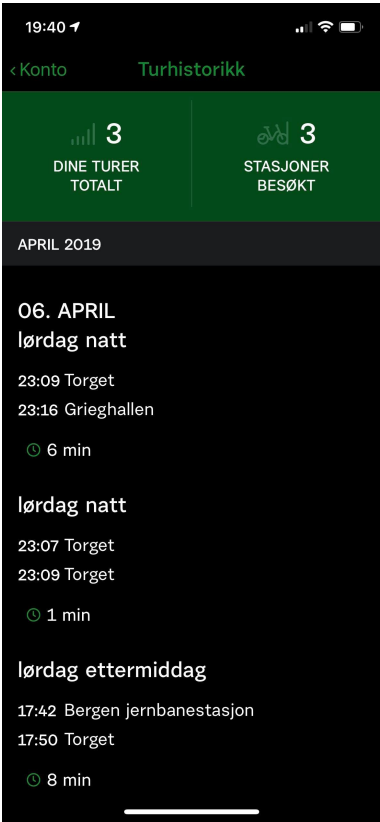 19:40
Konto Turhistorikk
3
DINE TURER
TOTALT
3
STASJONER
BESØKT
APRIL 2019
06. APRIL
lørdag natt
23:09 Torget
23:16 Grieghallen
6 min
lørdag natt
23:07 Torget
23:09 Torget
1 min
lørdag ettermiddag
17:42 Bergen jernbanestasjon
17:50 Torget
8 min